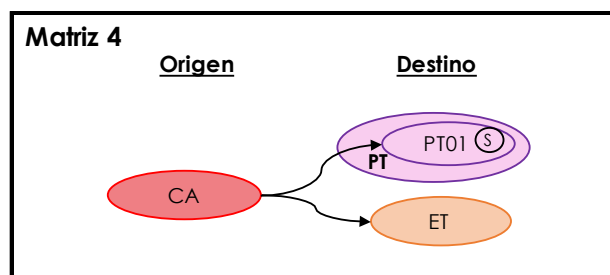 Matriz 4
Origen
Destino
PT01
S
PT
CA
ET